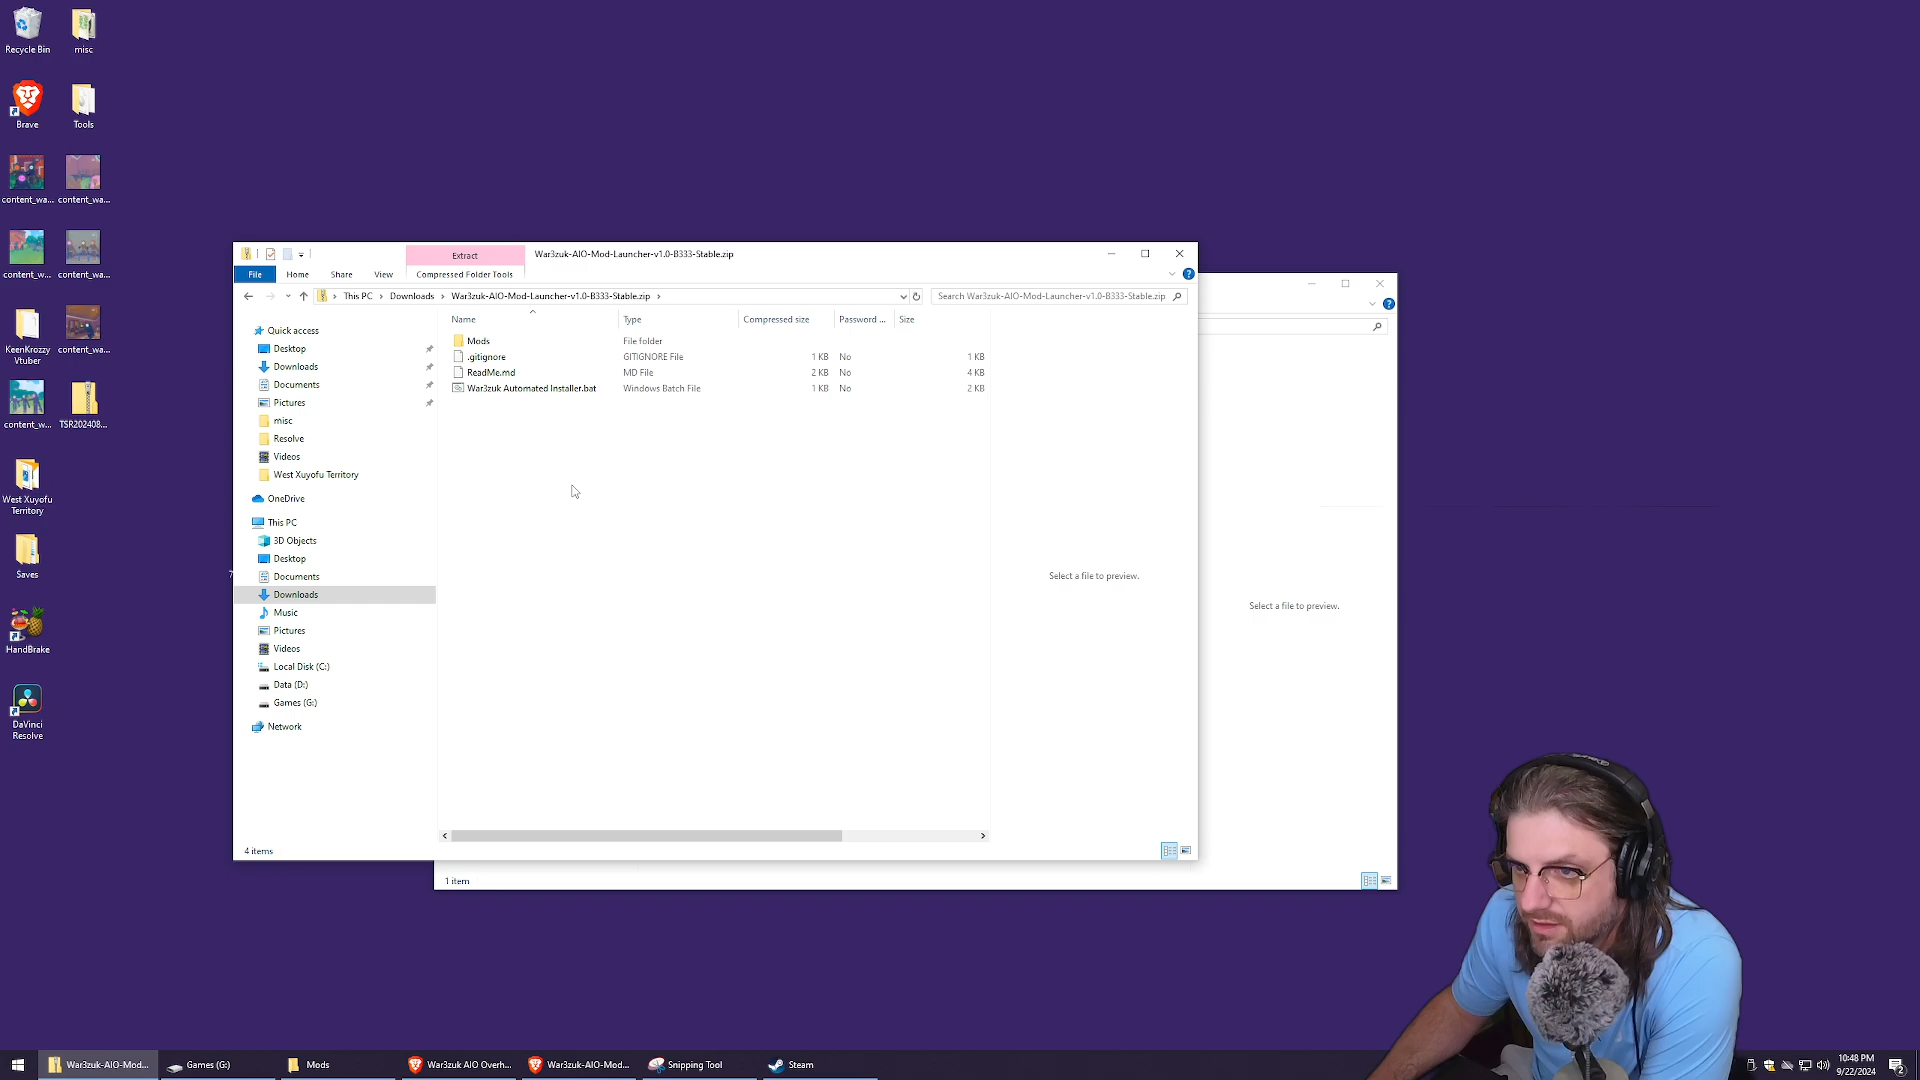 Recycle Bin
misc
Brave
Tools
content_wa...
content_wa...
content_w...
content_wa...
KeenKrozzy
Vtuber
content_wa...
content_w...
TSR202408...
West Xuyofu
Territory
Saves
HandBrake
DaVinci
Resolve
Extract
War3zuk-AIO-Mod-Launcher-v1.0-B333-Stable.zip
File
Home
Share
View
Compressed Folder Tools
This PC > Downloads > War3zuk-AIO-Mod-Launcher-v1.0-B333-Stable.zip >
Search War3zuk-AIO-Mod-Launcher-v1.0-B333-Stable.zip
Name
Type
Compressed size
Password ...
Size
Mods File folder
.gitignore GITIGNORE File 1 KB No 1 KB
ReadMe.md MD File 2 KB No 4 KB
War3zuk Automated Installer.bat Windows Batch File 1 KB No 2 KB
Quick access
Desktop
Downloads
Documents
Pictures
misc
Resolve
Videos
West Xuyofu Territory
OneDrive
This PC
3D Objects
Desktop
Documents
Downloads
Music
Pictures
Videos
Local Disk (C:)
Data (D:)
Games (G:)
Network
Select a file to preview.
Select a file to preview.
4 items
1 item
War3zuk-AIO-Mod...
Games (G:)
Mods
War3zuk AIO Overh...
War3zuk-AIO-Mod...
Snipping Tool
Steam
10:48 PM
9/22/2024
2